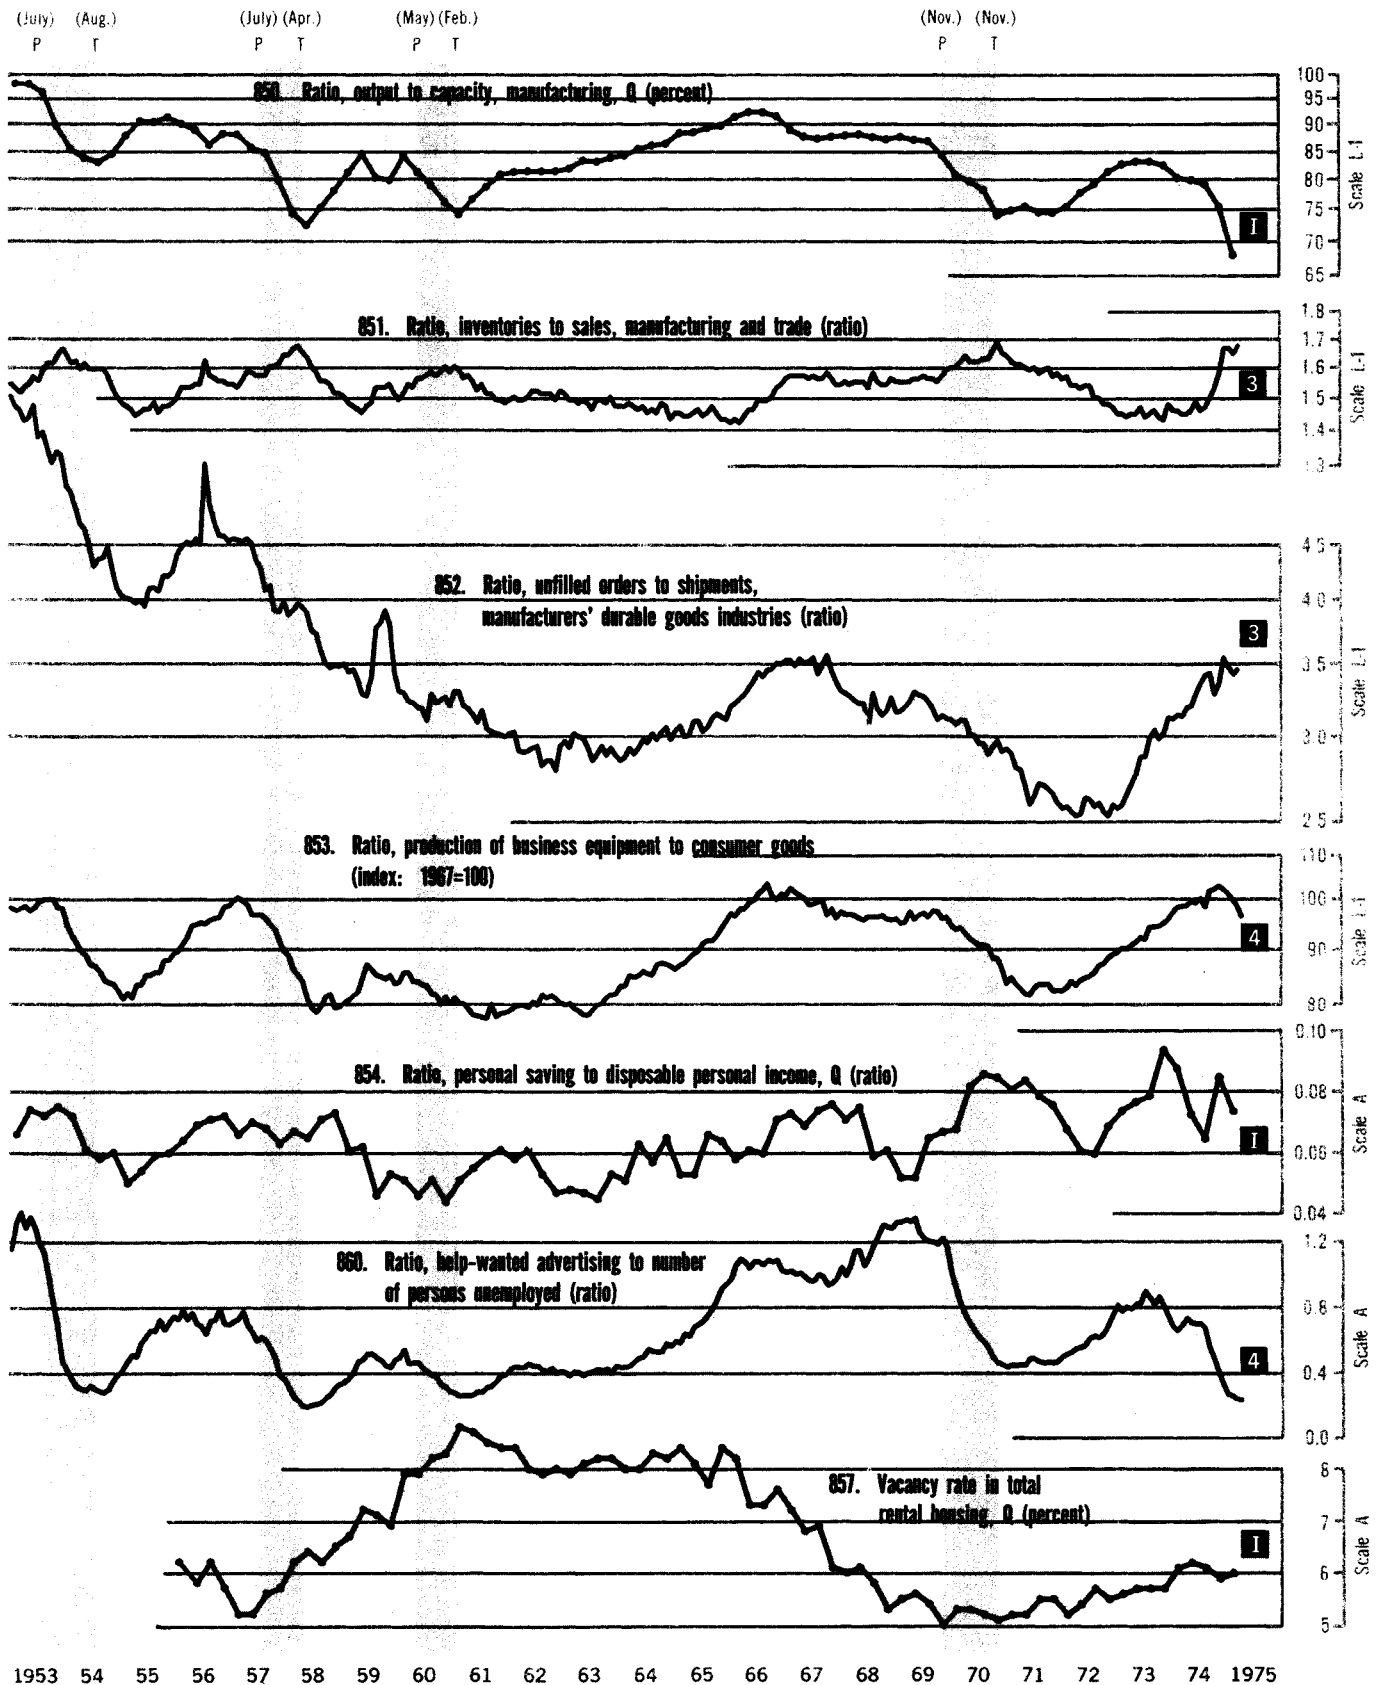 (July) (Aug.) (July) (Apr.) (May) (Feb.) (Nov.) (Nov.)
P T P T P T P T
850. Ratio, output to capacity, manufacturing, Q (percent)
100
95
90
85
80
75
70
65
Scale L-1
I
851. Ratio, inventories to sales, manufacturing and trade (ratio)
1.8
1.7
1.6
1.5
1.4
1.3
Scale L-1
3
852. Ratio, unfilled orders to shipments,
manufacturers' durable goods industries (ratio)
4.5
4.0
3.5
3.0
2.5
Scale L-1
3
853. Ratio, production of business equipment to consumer goods
(index: 1967=100)
110
100
90
80
Scale L-1
4
854. Ratio, personal saving to disposable personal income, Q (ratio)
0.10
0.08
0.06
0.04
Scale A
I
860. Ratio, help-wanted advertising to number
of persons unemployed (ratio)
1.2
0.8
0.4
0.0
Scale A
4
857. Vacancy rate in total
rental housing, Q (percent)
8
7
6
5
Scale A
I
1953 54 55 56 57 58 59 60 61 62 63 64 65 66 67 68 69 70 71 72 73 74 1975